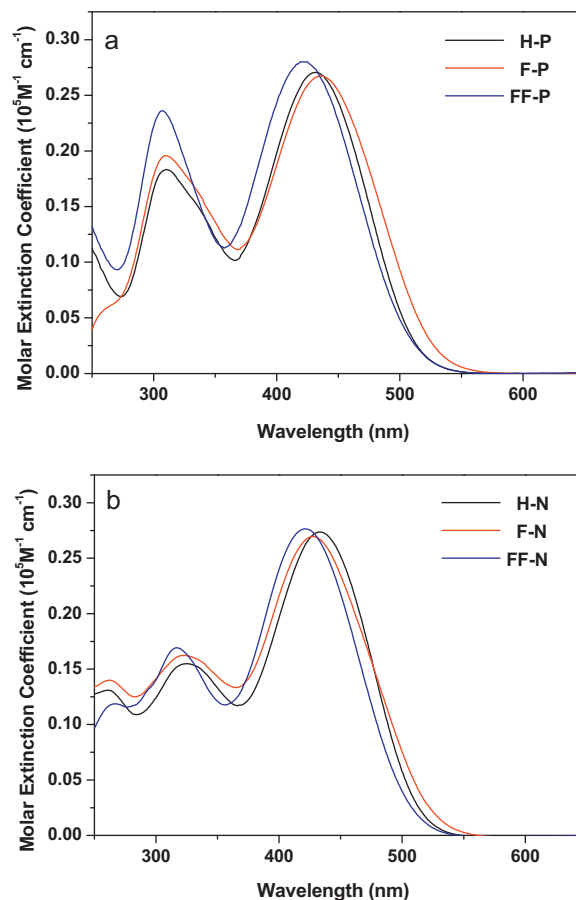 a
H-P
F-P
FF-P
0.30
0.25
0.20
0.15
0.10
0.05
0.00
Molar Extinction Coefficient (10⁵M⁻¹ cm⁻¹)
300 400 500 600
Wavelength (nm)
b
H-N
F-N
FF-N
0.30
0.25
0.20
0.15
0.10
0.05
0.00
Molar Extinction Coefficient (10⁵M⁻¹ cm⁻¹)
300 400 500 600
Wavelength (nm)